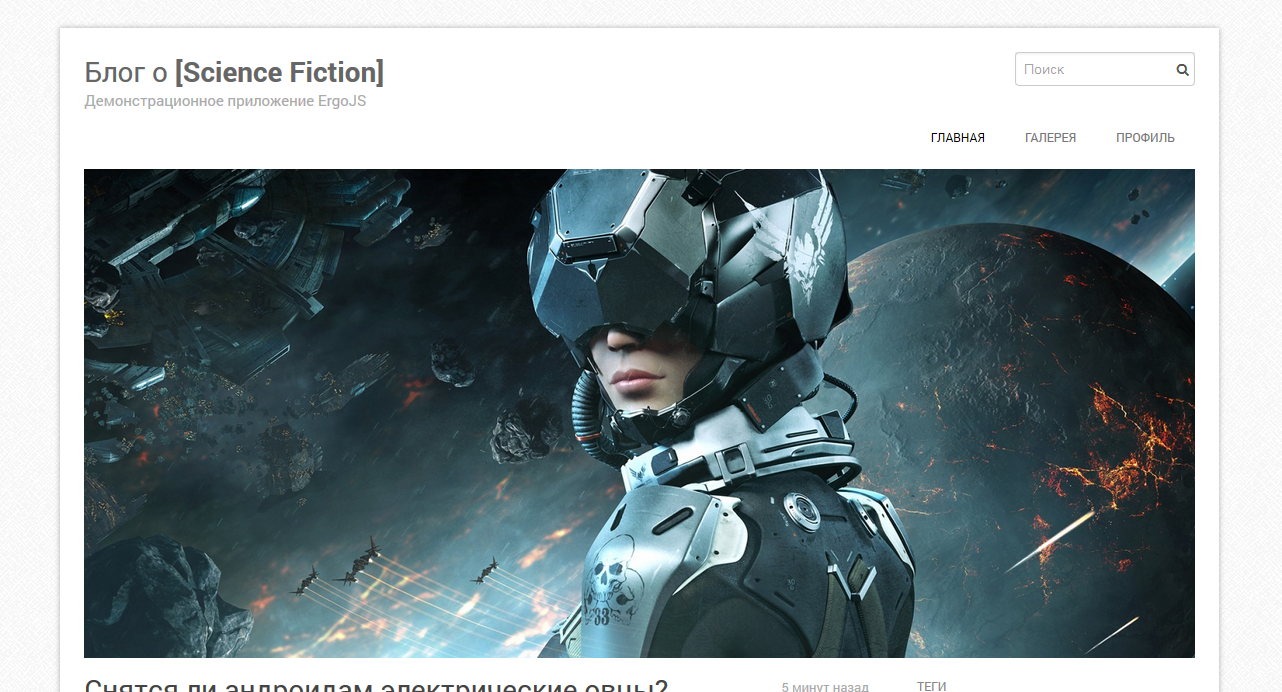 Блог о [Science Fiction]
Поиск
Демонстрационное приложение ErgoJS
ГЛАВНАЯ ГАЛЕРЕЯ ПРОФИЛЬ
33
Снятся ли андроидам электрические овцы?
5 минут назад
ТЕГИ